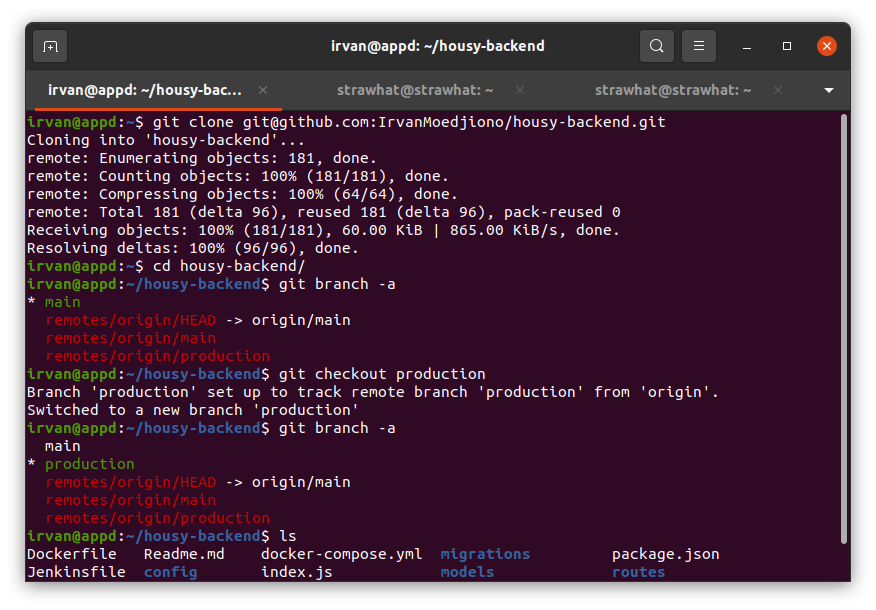 irvan@appd: ~/housy-backend
irvan@appd: ~/housy-bac...
strawhat@strawhat: ~
strawhat@strawhat: ~
irvan@appd:~$ git clone git@github.com:IrvanMoedjiono/housy-backend.git
Cloning into 'housy-backend'...
remote: Enumerating objects: 181, done.
remote: Counting objects: 100% (181/181), done.
remote: Compressing objects: 100% (64/64), done.
remote: Total 181 (delta 96), reused 181 (delta 96), pack-reused 0
Receiving objects: 100% (181/181), 60.00 KiB | 865.00 KiB/s, done.
Resolving deltas: 100% (96/96), done.
irvan@appd:~$ cd housy-backend/
irvan@appd:~/housy-backend$ git branch -a
* main
  remotes/origin/HEAD -> origin/main
  remotes/origin/main
  remotes/origin/production
irvan@appd:~/housy-backend$ git checkout production
Branch 'production' set up to track remote branch 'production' from 'origin'.
Switched to a new branch 'production'
irvan@appd:~/housy-backend$ git branch -a
  main
* production
  remotes/origin/HEAD -> origin/main
  remotes/origin/main
  remotes/origin/production
irvan@appd:~/housy-backend$ ls
Dockerfile   Readme.md   docker-compose.yml   migrations   package.json
Jenkinsfile  config   index.js   models   routes